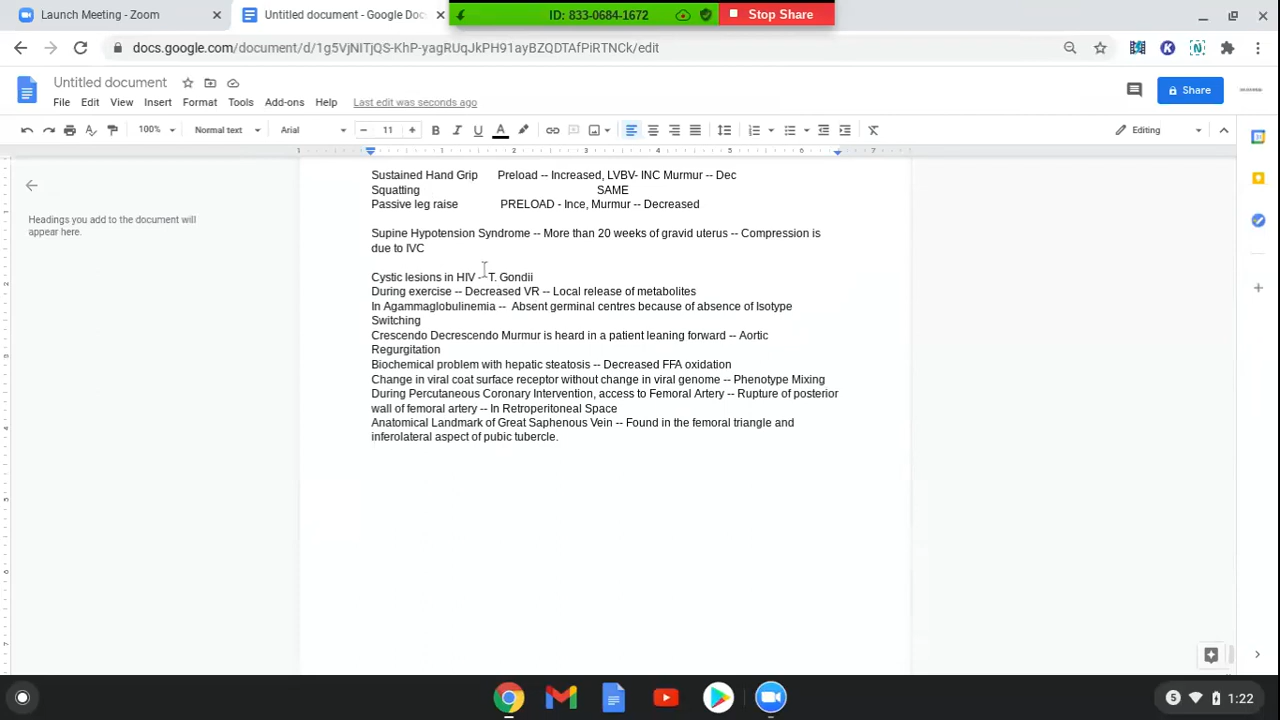 Launch Meeting - Zoom
Untitled document - Google Doc
ID: 833-0684-1672
Stop Share
docs.google.com/document/d/1g5VjNITjQS-KhP-yagRUqJkPH91ayBZQDTAfPiRTNCk/edit
Untitled document
File Edit View Insert Format Tools Add-ons Help Last edit was seconds ago
Share
100% Normal text Arial 11 Editing
1 1 2 3 4 5 6 7
Headings you add to the document will
appear here.
Sustained Hand Grip Preload -- Increased, LVBV- INC Murmur -- Dec
Squatting SAME
Passive leg raise PRELOAD - Ince, Murmur -- Decreased
Supine Hypotension Syndrome -- More than 20 weeks of gravid uterus -- Compression is
due to IVC
Cystic lesions in HIV -- T. Gondii
During exercise -- Decreased VR -- Local release of metabolites
In Agammaglobulinemia -- Absent germinal centres because of absence of Isotype
Switching
Crescendo Decrescendo Murmur is heard in a patient leaning forward -- Aortic
Regurgitation
Biochemical problem with hepatic steatosis -- Decreased FFA oxidation
Change in viral coat surface receptor without change in viral genome -- Phenotype Mixing
During Percutaneous Coronary Intervention, access to Femoral Artery -- Rupture of posterior
wall of femoral artery -- In Retroperitoneal Space
Anatomical Landmark of Great Saphenous Vein -- Found in the femoral triangle and
inferolateral aspect of pubic tubercle.
5 1:22